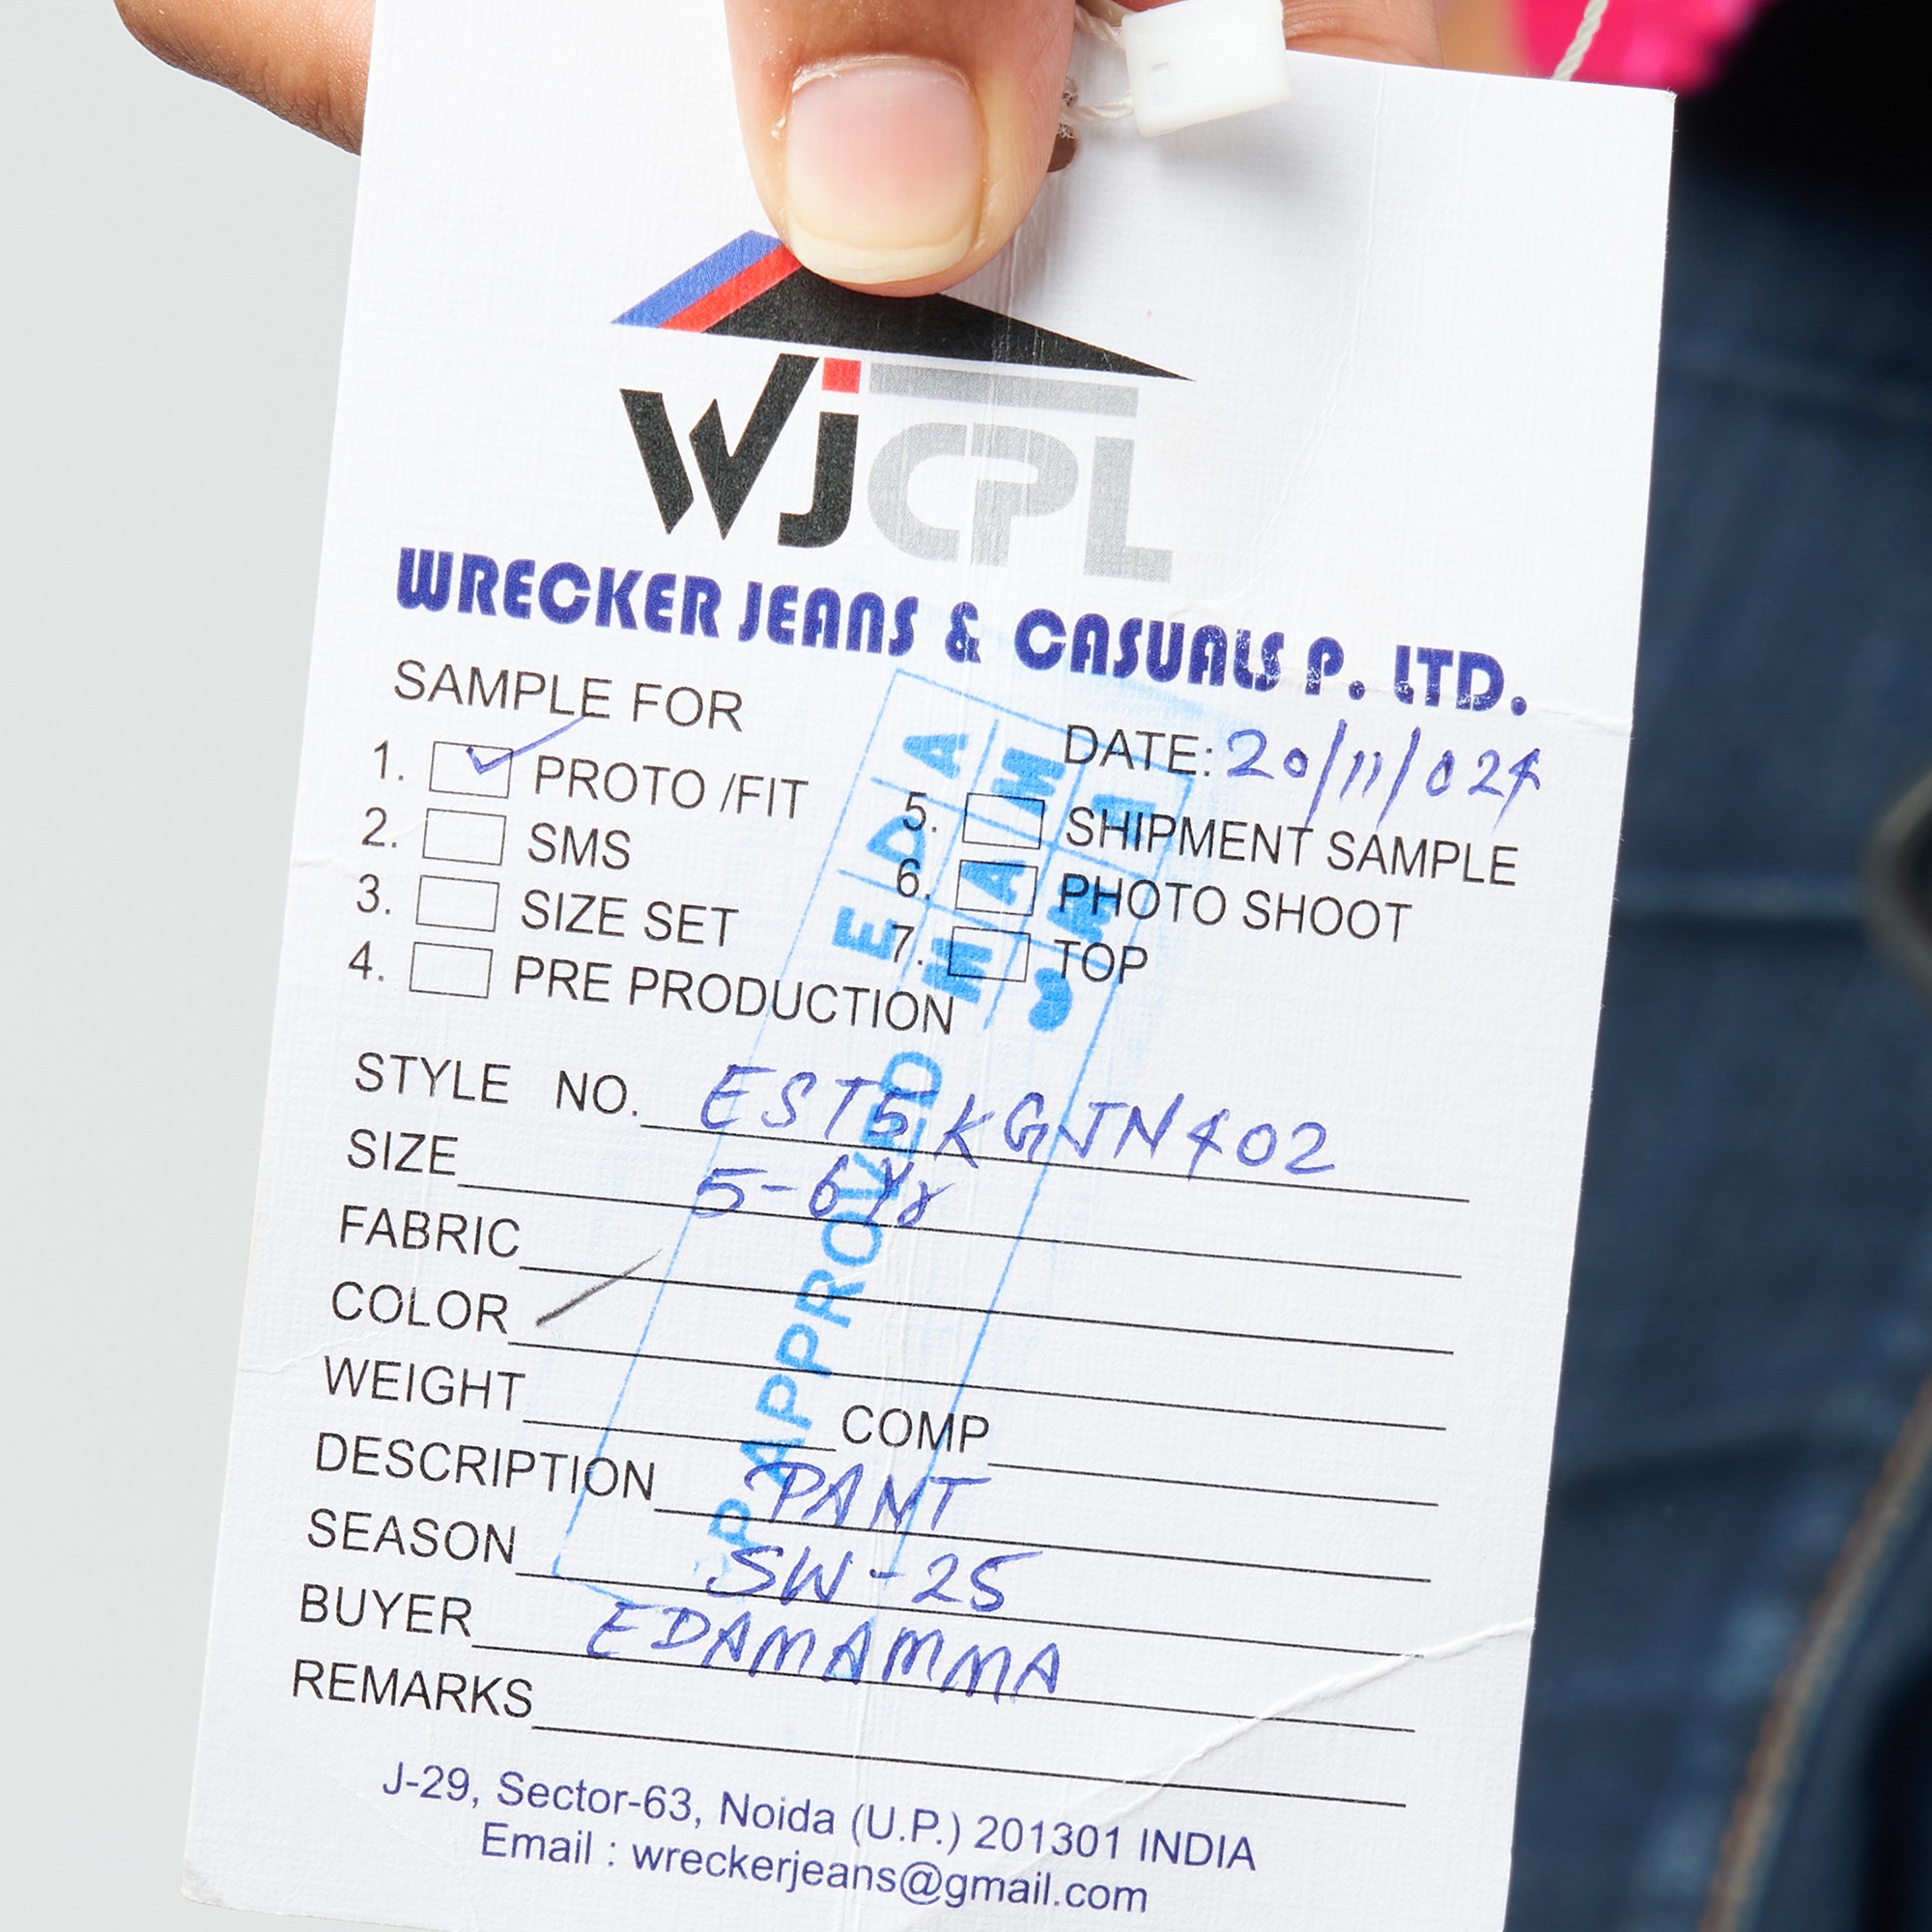 WJCPL
WRECKER JEANS & CASUALS P. LTD.
SAMPLE FOR
DATE: 20/11/024
1. PROTO /FIT
2. SMS
3. SIZE SET
4. PRE PRODUCTION
5. SHIPMENT SAMPLE
6. PHOTO SHOOT
7. TOP
STYLE NO. EST5KGJN402
SIZE 5-6Yr
FABRIC
COLOR
WEIGHT COMP
DESCRIPTION PANT
SEASON SW-25
BUYER EDAMAMMA
REMARKS
J-29, Sector-63, Noida (U.P.) 201301 INDIA
Email : wreckerjeans@gmail.com
EDA
MAM
APPROVED